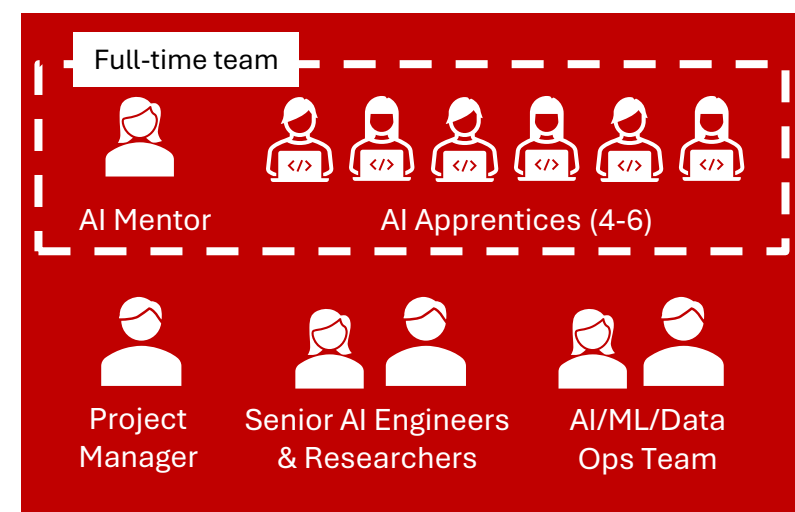 Full-time team
</>
</>
</>
</>
</>
</>
AI Mentor
AI Apprentices (4-6)
Project
Manager
Senior AI Engineers
& Researchers
AI/ML/Data
Ops Team